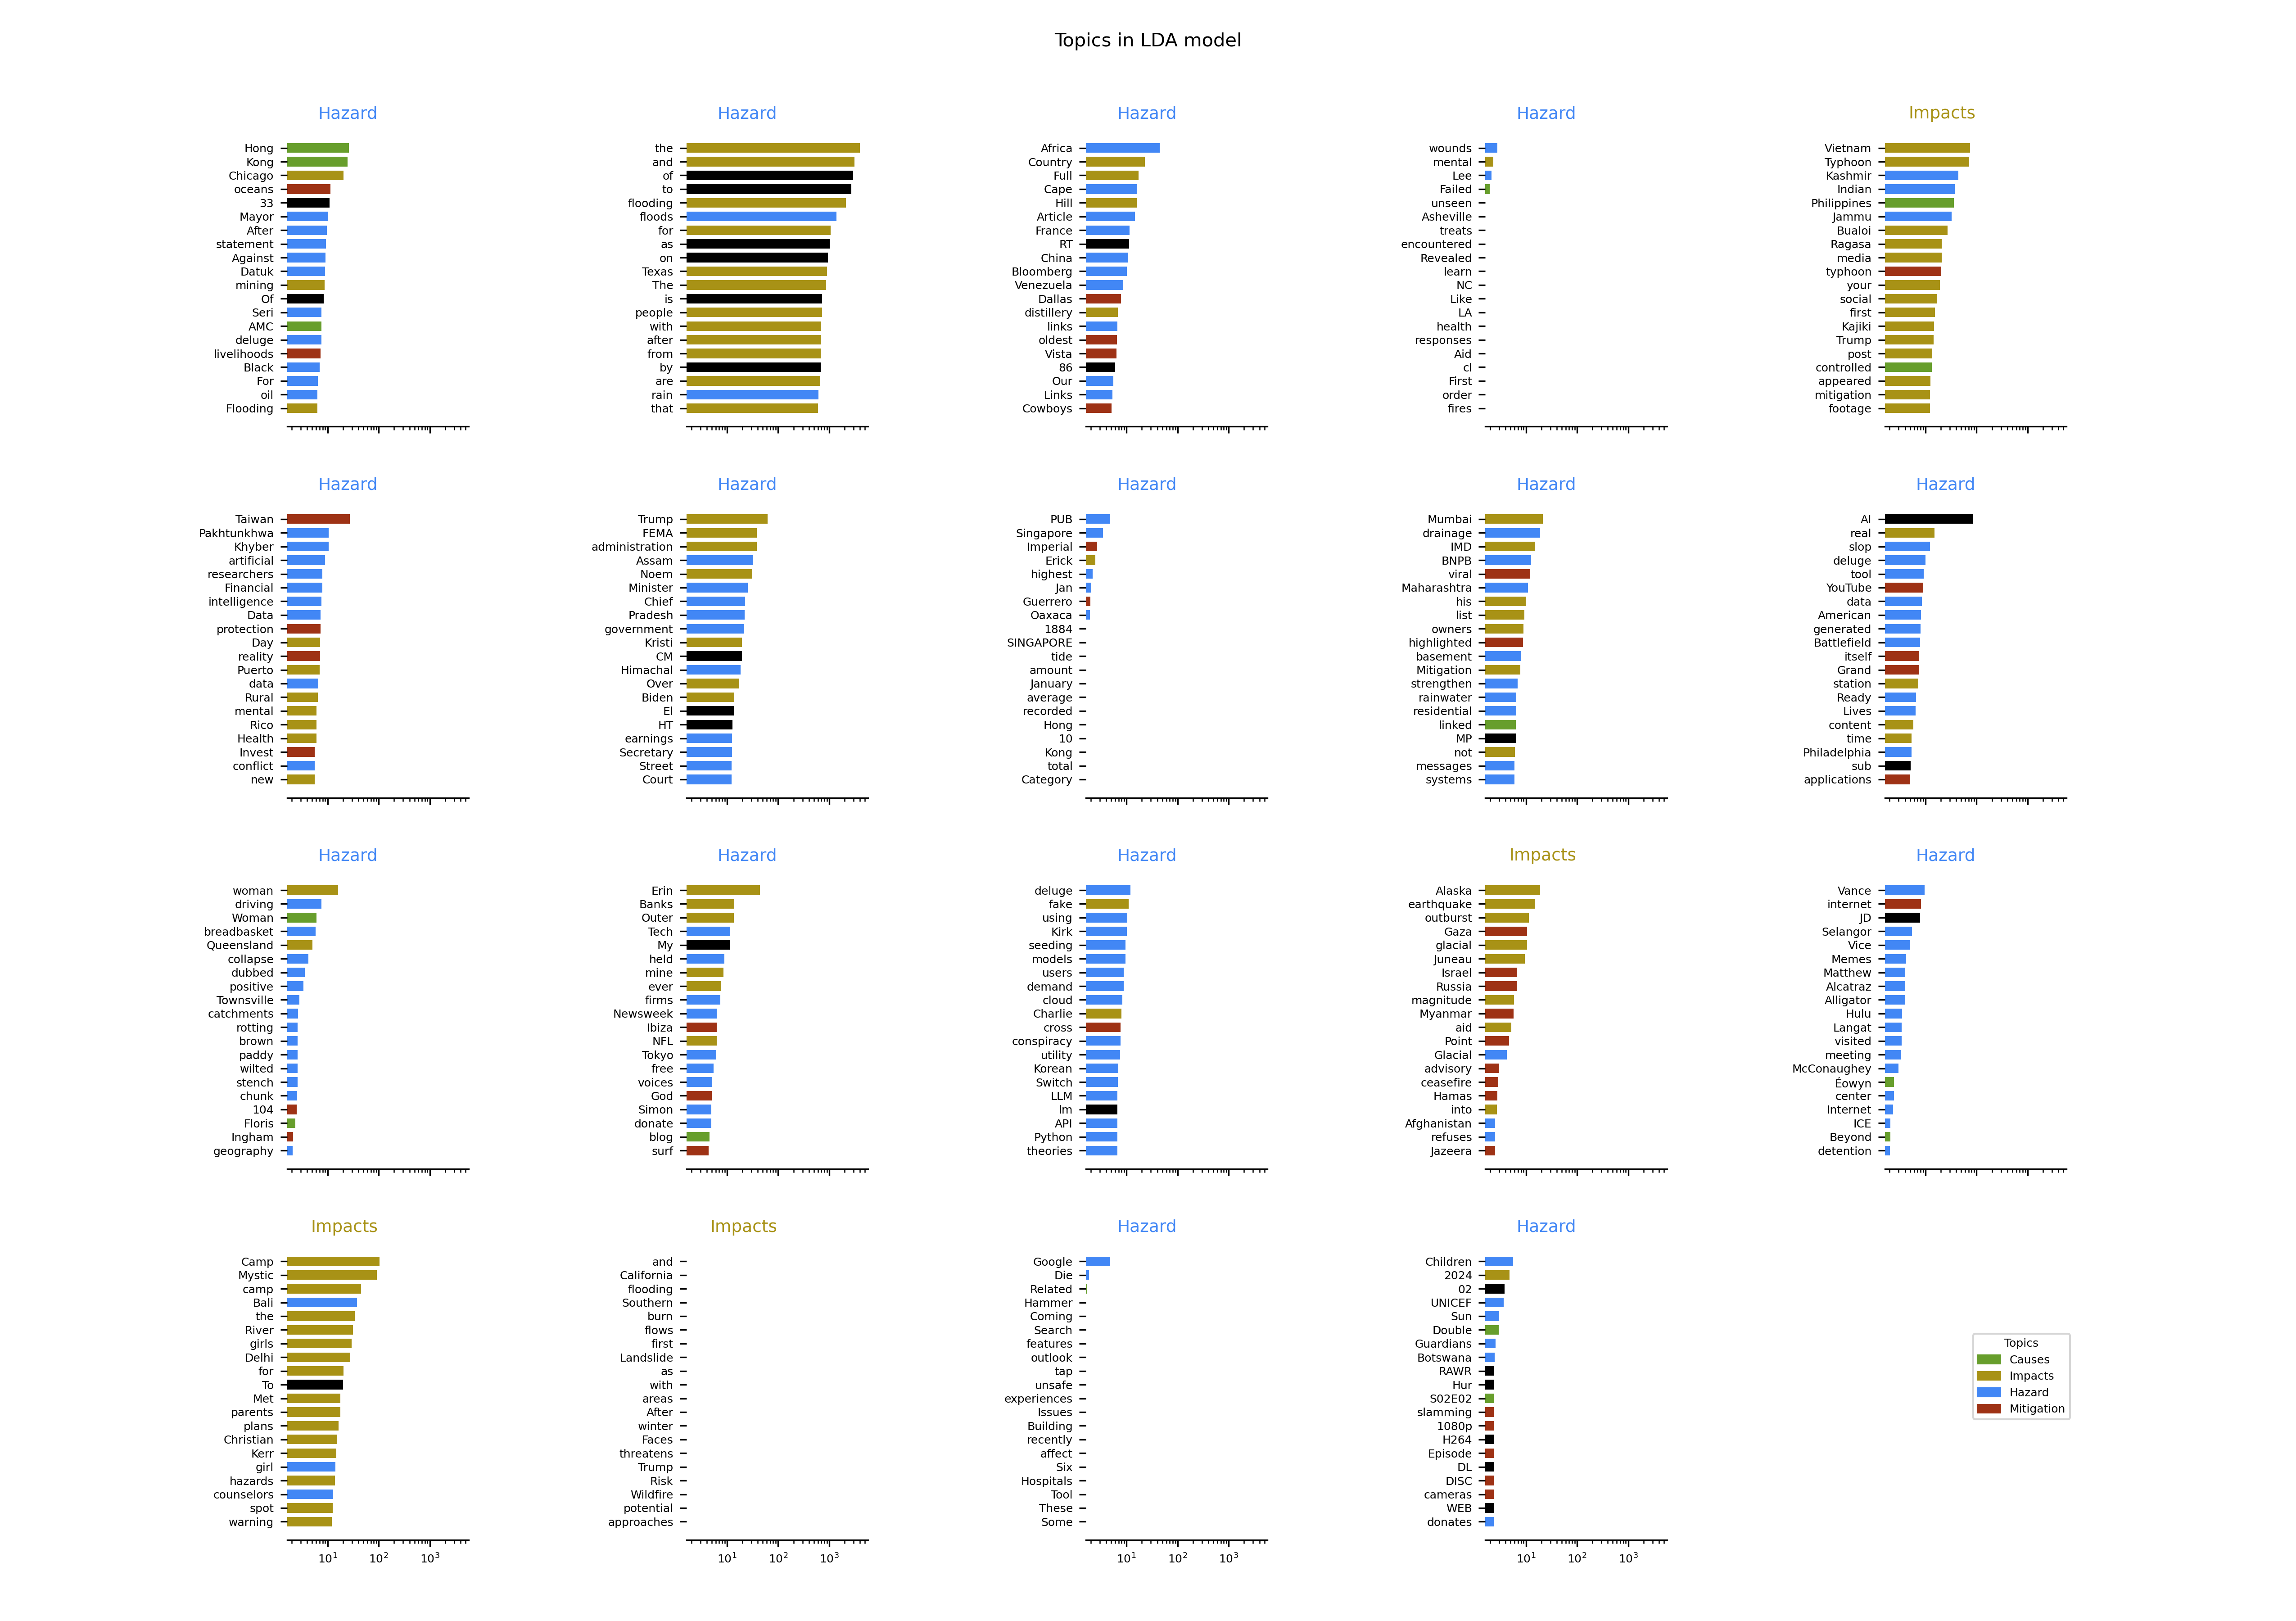 Topics in LDA model
Hazard
Hong
Kong
Chicago
oceans
33
Mayor
After
statement
Against
Datuk
mining
Of
Seri
AMC
deluge
livelihoods
Black
For
oil
Flooding
Hazard
the
and
of
to
flooding
floods
for
as
on
Texas
The
is
people
with
after
from
by
are
rain
that
Hazard
Africa
Country
Full
Cape
Hill
Article
France
RT
China
Bloomberg
Venezuela
Dallas
distillery
links
oldest
Vista
86
Our
Links
Cowboys
Hazard
wounds
mental
Lee
Failed
unseen
Asheville
treats
encountered
Revealed
learn
NC
Like
LA
health
responses
Aid
cl
First
order
fires
Impacts
Vietnam
Typhoon
Kashmir
Indian
Philippines
Jammu
Bualoi
Ragasa
media
typhoon
your
social
first
Kajiki
Trump
post
controlled
appeared
mitigation
footage
Hazard
Taiwan
Pakhtunkhwa
Khyber
artificial
researchers
Financial
intelligence
Data
protection
Day
reality
Puerto
data
Rural
mental
Rico
Health
Invest
conflict
new
Hazard
Trump
FEMA
administration
Assam
Noem
Minister
Chief
Pradesh
government
Kristi
CM
Himachal
Over
Biden
El
HT
earnings
Secretary
Street
Court
Hazard
PUB
Singapore
Imperial
Erick
highest
Jan
Guerrero
Oaxaca
1884
SINGAPORE
tide
amount
January
average
recorded
Hong
10
Kong
total
Category
Hazard
Mumbai
drainage
IMD
BNPB
viral
Maharashtra
his
list
owners
highlighted
basement
Mitigation
strengthen
rainwater
residential
linked
MP
not
messages
systems
Hazard
AI
real
slop
deluge
tool
YouTube
data
American
generated
Battlefield
itself
Grand
station
Ready
Lives
content
time
Philadelphia
sub
applications
Hazard
woman
driving
Woman
breadbasket
Queensland
collapse
dubbed
positive
Townsville
catchments
rotting
brown
paddy
wilted
stench
chunk
104
Floris
Ingham
geography
Hazard
Erin
Banks
Outer
Tech
My
held
mine
ever
firms
Newsweek
Ibiza
NFL
Tokyo
free
voices
God
Simon
donate
blog
surf
Hazard
deluge
fake
using
Kirk
seeding
models
users
demand
cloud
Charlie
cross
conspiracy
utility
Korean
Switch
LLM
lm
API
Python
theories
Impacts
Alaska
earthquake
outburst
Gaza
glacial
Juneau
Israel
Russia
magnitude
Myanmar
aid
Point
Glacial
advisory
ceasefire
Hamas
into
Afghanistan
refuses
Jazeera
Hazard
Vance
internet
JD
Selangor
Vice
Memes
Matthew
Alcatraz
Alligator
Hulu
Langat
visited
meeting
McConaughey
Éowyn
center
Internet
ICE
Beyond
detention
Impacts
Camp
Mystic
camp
Bali
the
River
girls
Delhi
for
To
Met
parents
plans
Christian
Kerr
girl
hazards
counselors
spot
warning
10¹ 10² 10³
Impacts
and
California
flooding
Southern
burn
flows
first
Landslide
as
with
areas
After
winter
Faces
threatens
Trump
Risk
Wildfire
potential
approaches
10¹ 10² 10³
Hazard
Google
Die
Related
Hammer
Coming
Search
features
outlook
tap
unsafe
experiences
Issues
Building
recently
affect
Six
Hospitals
Tool
These
Some
10¹ 10² 10³
Hazard
Children
2024
02
UNICEF
Sun
Double
Guardians
Botswana
RAWR
Hur
S02E02
slamming
1080p
H264
Episode
DL
DISC
cameras
WEB
donates
10¹ 10² 10³
Topics
Causes
Impacts
Hazard
Mitigation